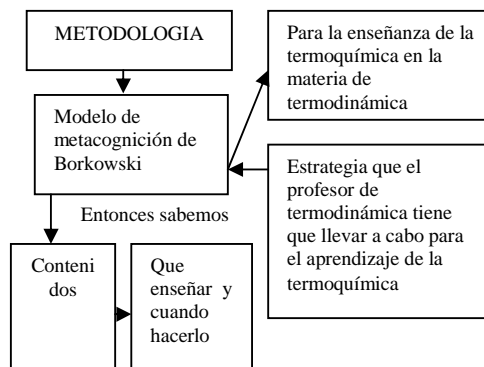 METODOLOGIA
Para la enseñanza de la
termoquímica en la
materia de
termodinámica
Modelo de
metacognición de
Borkowski
Estrategia que el
profesor de
termodinámica tiene
que llevar a cabo para
el aprendizaje de la
termoquímica
Entonces sabemos
Conteni
dos
Que
enseñar y
cuando
hacerlo